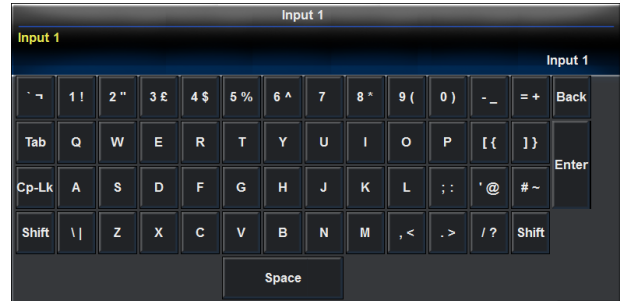 Input 1
Input 1
Input 1
` ¬ 1 ! 2 " 3 £ 4 $ 5 % 6 ^ 7 8 * 9 ( 0 ) - _ = + Back
Tab Q W E R T Y U I O P [ { ] } Enter
Cp-Lk A S D F G H J K L ; : ' @ # ~
Shift \ | Z X C V B N M , < . > / ? Shift
Space